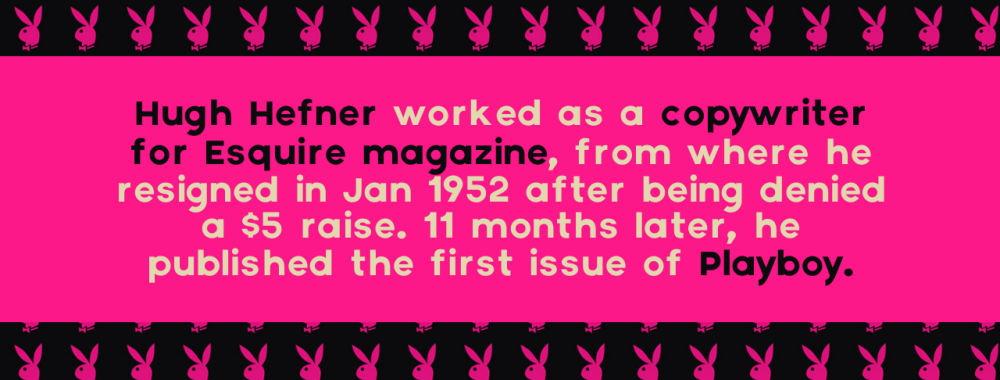 Hugh Hefner worked as a copywriter
for Esquire magazine, from where he
resigned in Jan 1952 after being denied
a $5 raise. 11 months later, he
published the first issue of Playboy.